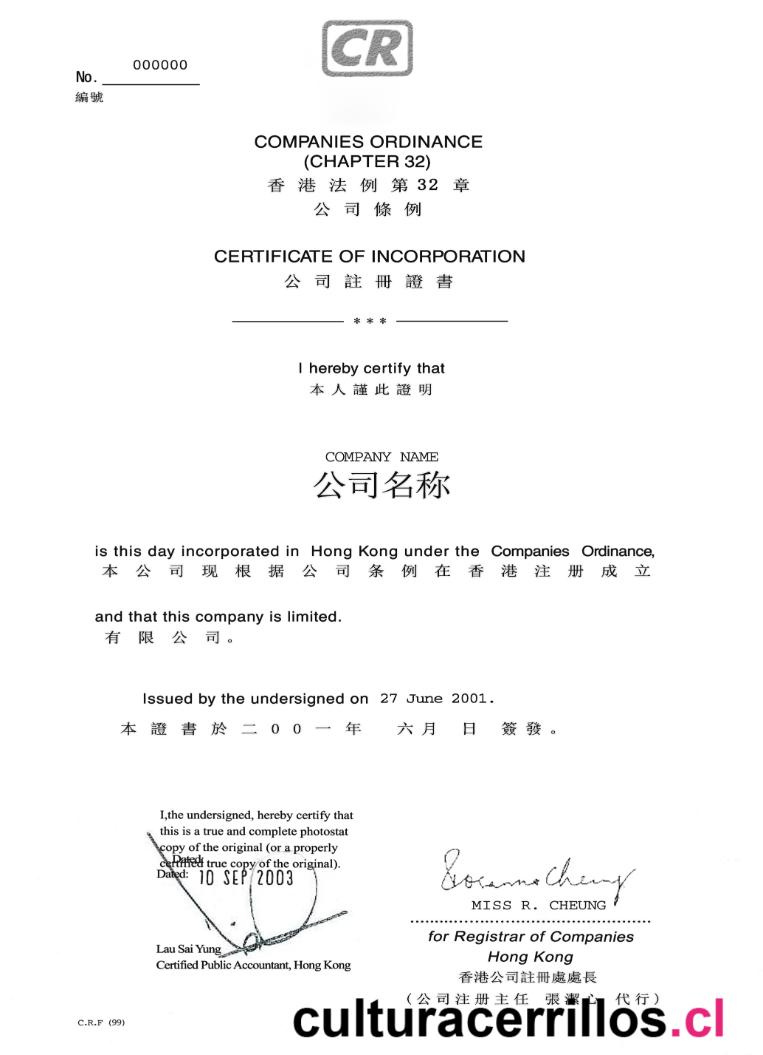 CR
000000
No.
編號
COMPANIES ORDINANCE
(CHAPTER 32)
香港法例第32章
公司條例
CERTIFICATE OF INCORPORATION
公司註冊證書
***
I hereby certify that
本人謹此證明
COMPANY NAME
公司名称
is this day incorporated in Hong Kong under the Companies Ordinance,
本公司现根据公司条例在香港注册成立
and that this company is limited.
有限公司。
Issued by the undersigned on 27 June 2001.
本證書於二00一年 六月 日 簽發。
I,the undersigned, hereby certify that
this is a true and complete photostat
copy of the original (or a properly
certified true copy of the original).
Dated:
Dated: 10 SEP 2003
Lau Sai Yung
Certified Public Accountant, Hong Kong
Rosanna Cheung
MISS R. CHEUNG
for Registrar of Companies
Hong Kong
香港公司註冊處處長
(公司注册主任 張潔心 代行)
C.R.F (99)
culturacerrillos.cl